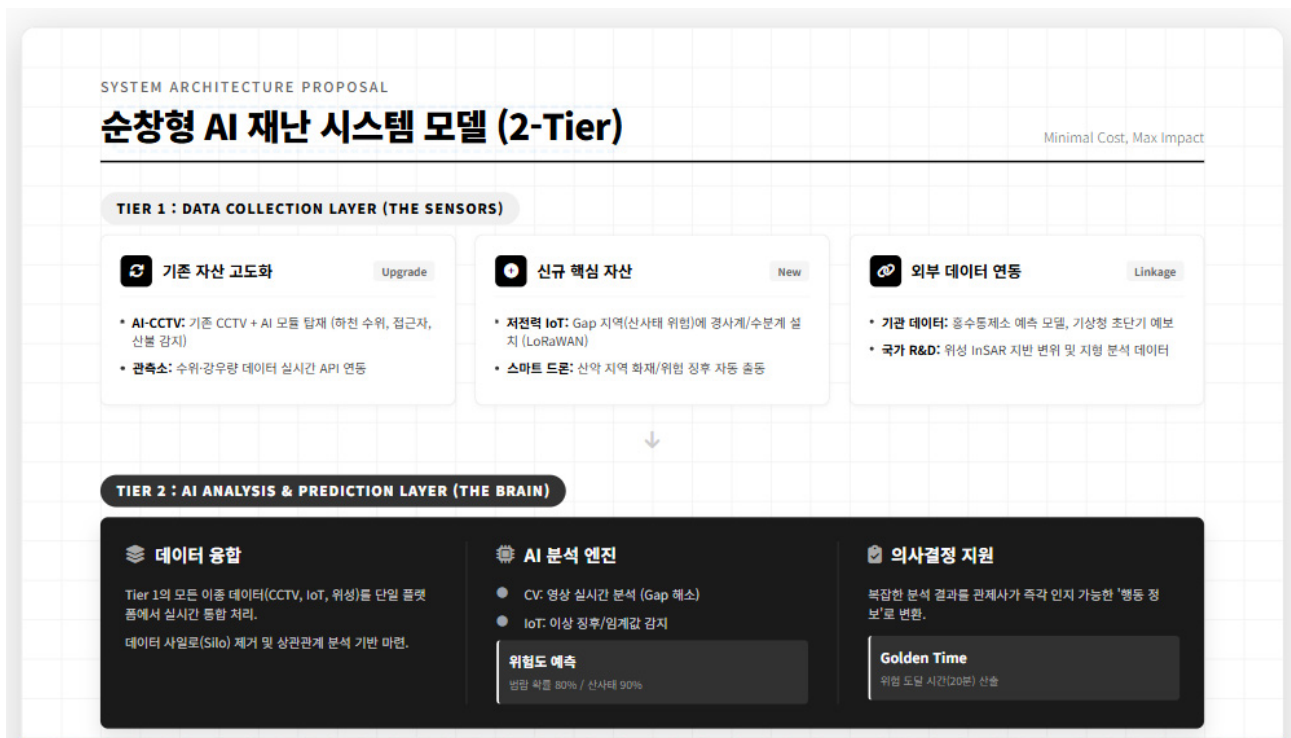 SYSTEM ARCHITECTURE PROPOSAL
순창형 AI 재난 시스템 모델 (2-Tier)
Minimal Cost, Max Impact
TIER 1 : DATA COLLECTION LAYER (THE SENSORS)
기존 자산 고도화
Upgrade
• AI-CCTV: 기존 CCTV + AI 모듈 탑재 (하천 수위, 접근자,
산불 감지)
• 관측소: 수위·강우량 데이터 실시간 API 연동
신규 핵심 자산
New
• 저전력 IoT: Gap 지역(산사태 위험)에 경사계/수분계 설
치 (LoRaWAN)
• 스마트 드론: 산악 지역 화재/위험 징후 자동 출동
외부 데이터 연동
Linkage
• 기관 데이터: 홍수통제소 예측 모델, 기상청 초단기 예보
• 국가 R&D: 위성 InSAR 지반 변위 및 지형 분석 데이터
↓
TIER 2 : AI ANALYSIS & PREDICTION LAYER (THE BRAIN)
데이터 융합
Tier 1의 모든 이종 데이터(CCTV, IoT, 위성)를 단일 플랫
폼에서 실시간 통합 처리.
데이터 사일로(Silo) 제거 및 상관관계 분석 기반 마련.
AI 분석 엔진
● CV: 영상 실시간 분석 (Gap 해소)
● IoT: 이상 징후/임계값 감지
위험도 예측
범람 확률 80% / 산사태 90%
의사결정 지원
복잡한 분석 결과를 관제사가 즉각 인지 가능한 '행동 정
보'로 변환.
Golden Time
위험 도달 시간(20분) 산출